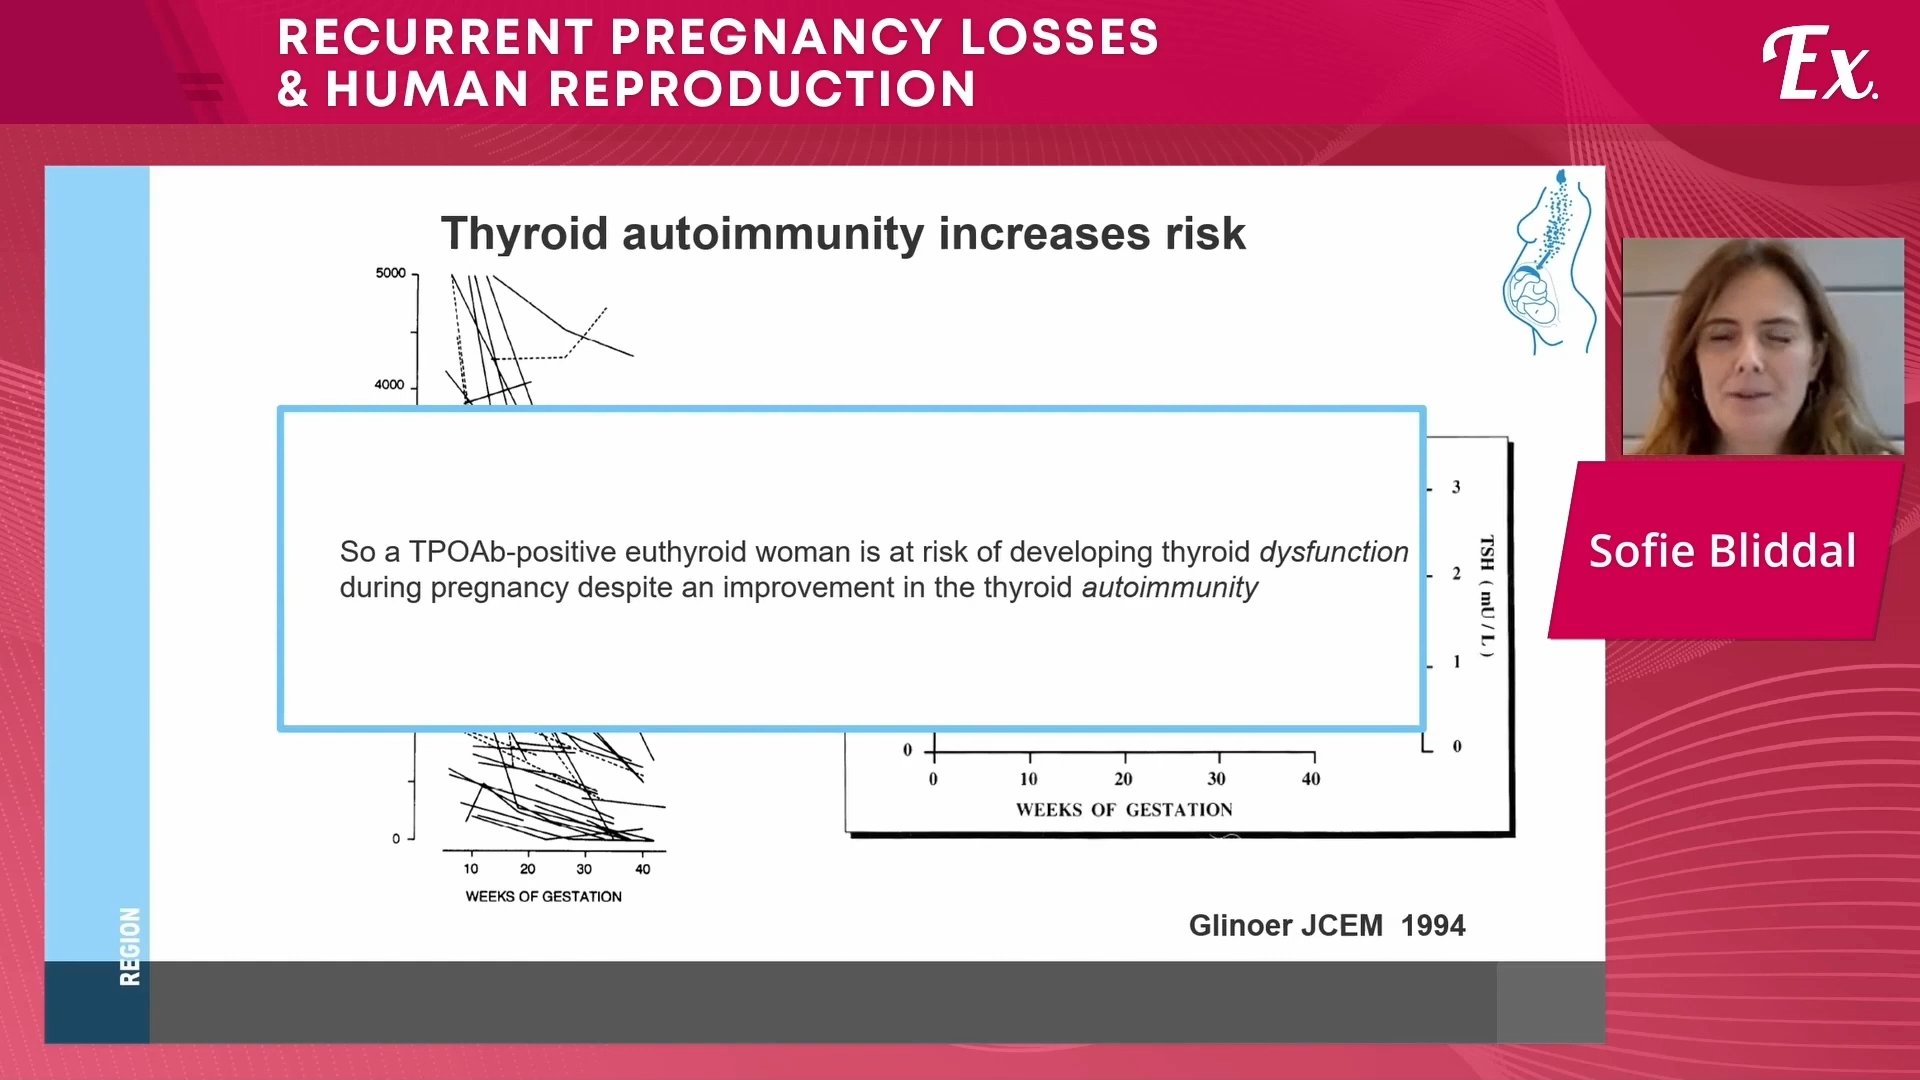 RECURRENT PREGNANCY LOSSES
& HUMAN REPRODUCTION
Ex.
Thyroid autoimmunity increases risk
5000
4000
0
10 20 30 40
WEEKS OF GESTATION
So a TPOAb-positive euthyroid woman is at risk of developing thyroid dysfunction
during pregnancy despite an improvement in the thyroid autoimmunity
3
2
1
0
TSH ( mU / L )
0
0 10 20 30 40
WEEKS OF GESTATION
Glinoer JCEM 1994
REGION
Sofie Bliddal